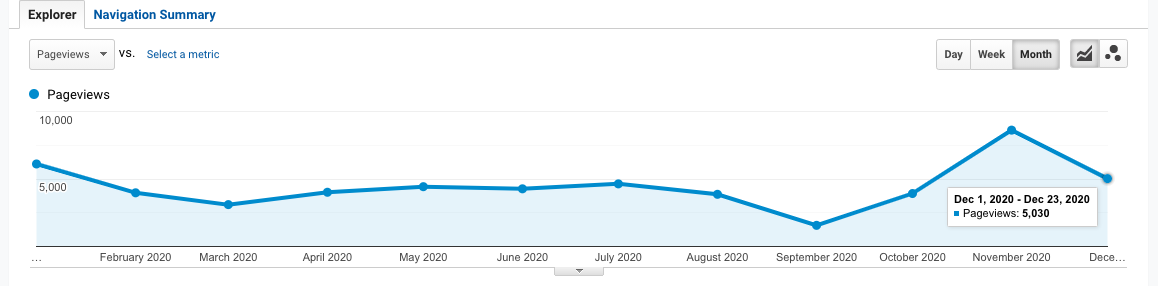 Explorer Navigation Summary
Pageviews VS. Select a metric Day Week Month
Pageviews
10,000
5,000
Dec 1, 2020 - Dec 23, 2020
Pageviews: 5,030
... February 2020 March 2020 April 2020 May 2020 June 2020 July 2020 August 2020 September 2020 October 2020 November 2020 Dece...